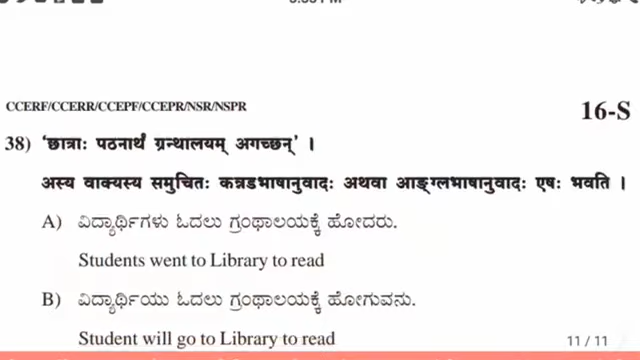 CCERF/CCERR/CCEPF/CCEPR/NSR/NSPR
16-S
38) 'छात्राः पठनार्थं ग्रन्थालयम् अगच्छन्' ।
अस्य वाक्यस्य समुचितः कन्नडभाषानुवादः अथवा आङ्ग्लभाषानुवादः एषः भवति ।
A) ವಿದ್ಯಾರ್ಥಿಗಳು ಓದಲು ಗ್ರಂಥಾಲಯಕ್ಕೆ ಹೋದರು.
Students went to Library to read
B) ವಿದ್ಯಾರ್ಥಿಯು ಓದಲು ಗ್ರಂಥಾಲಯಕ್ಕೆ ಹೋಗುವನು.
Student will go to Library to read
11 / 11